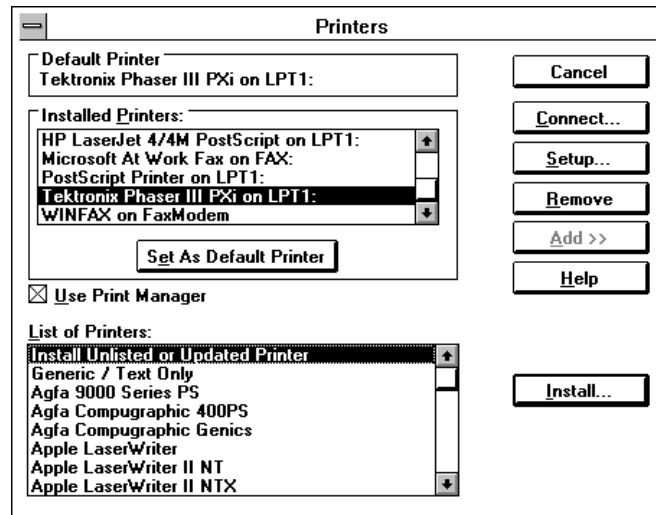 Printers
Default Printer
Tektronix Phaser III PXi on LPT1:
Cancel
Installed Printers:
HP LaserJet 4/4M PostScript on LPT1:
Microsoft At Work Fax on FAX:
PostScript Printer on LPT1:
Tektronix Phaser III PXi on LPT1:
WINFAX on FaxModem
Set As Default Printer
Connect...
Setup...
Remove
Add >>
Help
Use Print Manager
List of Printers:
Install Unlisted or Updated Printer
Generic / Text Only
Agfa 9000 Series PS
Agfa Compugraphic 400PS
Agfa Compugraphic Genics
Apple LaserWriter
Apple LaserWriter II NT
Apple LaserWriter II NTX
Install...